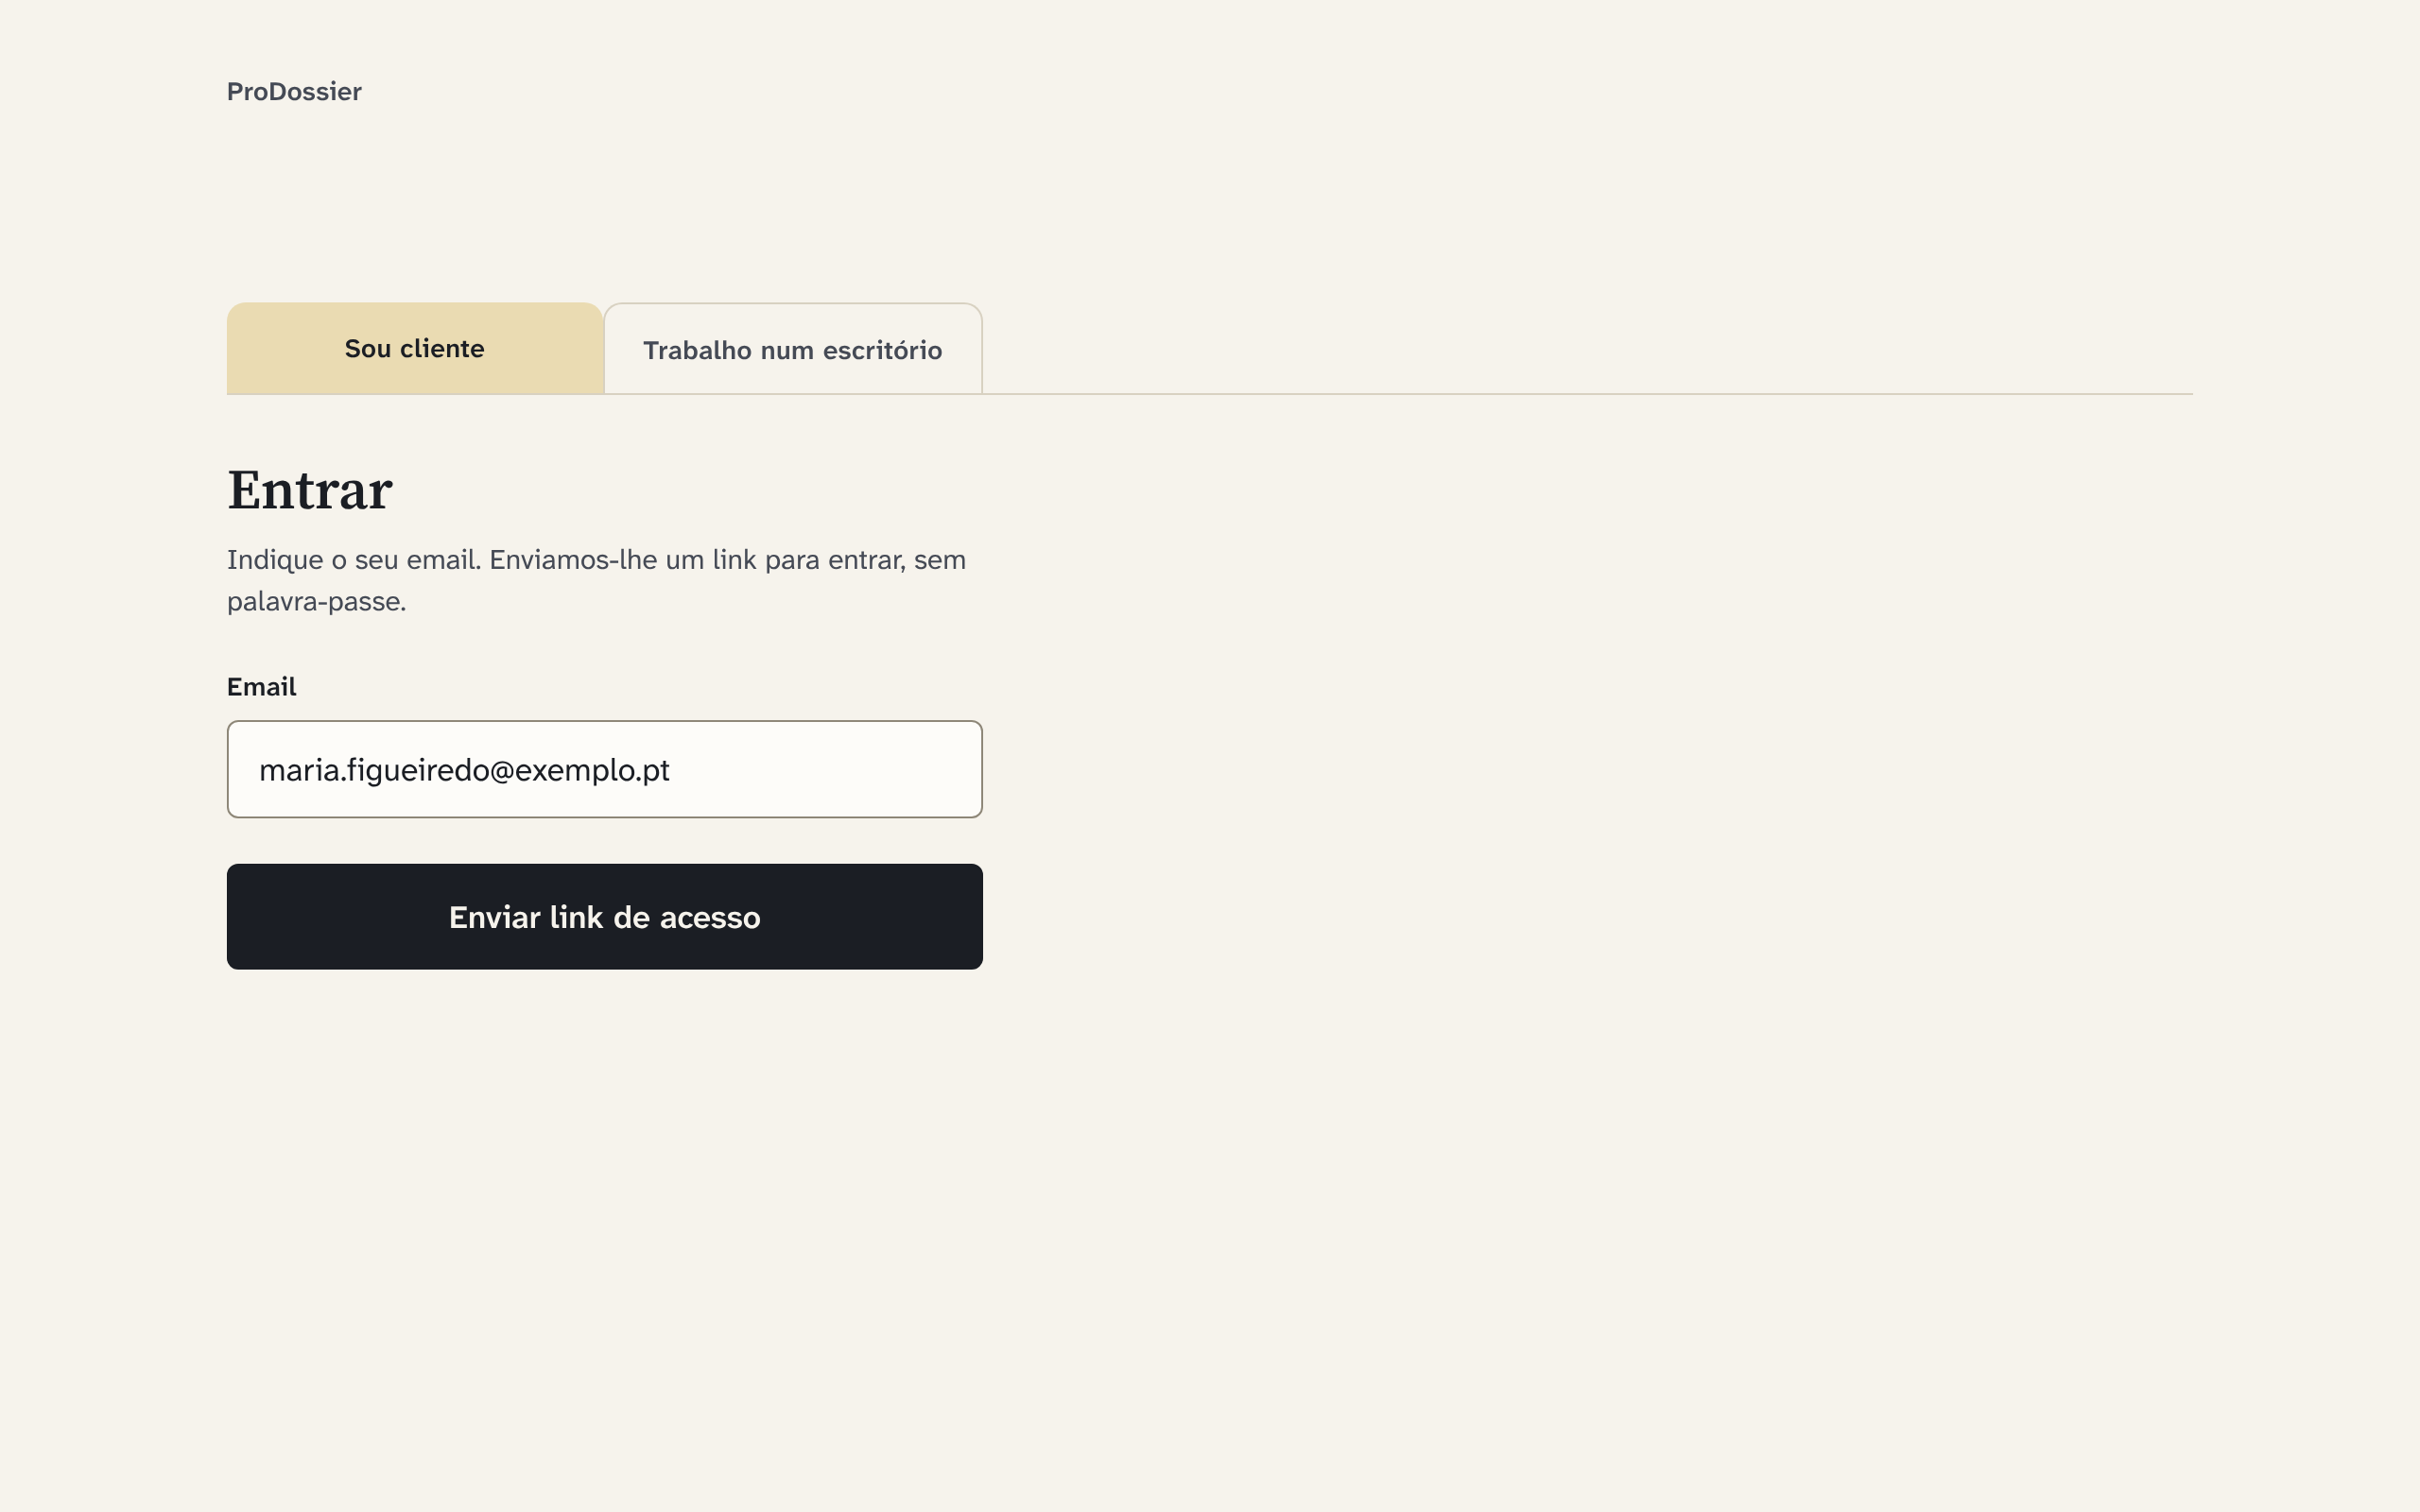 ProDossier
Sou cliente
Trabalho num escritório
Entrar
Indique o seu email. Enviamos-lhe um link para entrar, sem
palavra-passe.
Email
maria.figueiredo@exemplo.pt
Enviar link de acesso